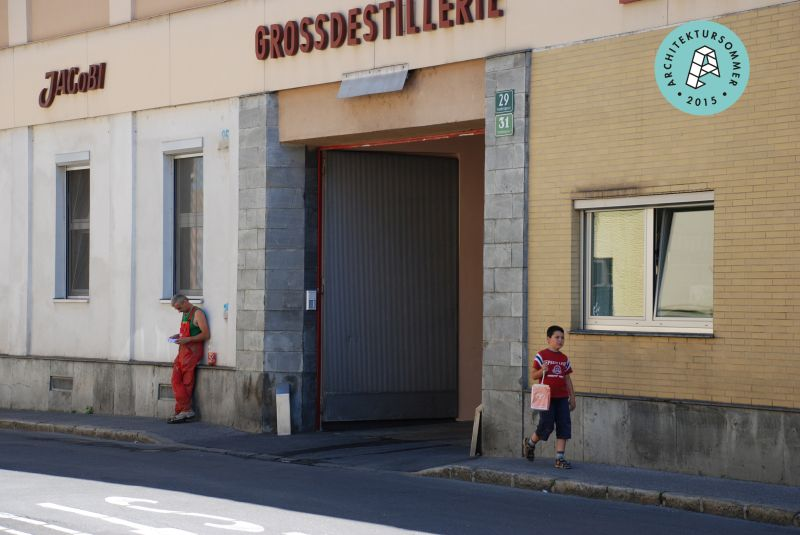 JACOBI
GROSSDESTILLERIE
29
31
ARCHITEKTURSOMMER
• 2015 •